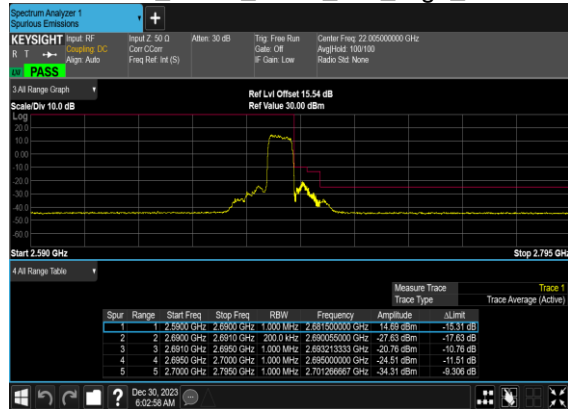 Spectrum Analyzer 1
Spurious Emissions
+
KEYSIGHT Input: RF Input Z: 50 Ω Atten: 30 dB Trig: Free Run Center Freq: 22.005000000 GHz
R T Coupling: DC Corr CCorr Gate: Off Avg|Hold: 100/100
Align: Auto Freq Ref: Int (S) IF Gain: Low Radio Std: None
PASS
3 All Range Graph
Ref Lvl Offset 15.54 dB
Scale/Div 10.0 dB Ref Value 30.00 dBm
Log
20.0
10.0
0.00
-10.0
-20.0
-30.0
-40.0
-50.0
-60.0
Start 2.590 GHz Stop 2.795 GHz
4 All Range Table
Measure Trace Trace 1
Trace Type Trace Average (Active)
Spur Range Start Freq Stop Freq RBW Frequency Amplitude ΔLimit
1 1 2.5900 GHz 2.6900 GHz 1.000 MHz 2.681500000 GHz 14.69 dBm -15.31 dB
2 2 2.6900 GHz 2.6910 GHz 200.0 kHz 2.690055000 GHz -27.63 dBm -17.63 dB
3 3 2.6910 GHz 2.6950 GHz 1.000 MHz 2.693213333 GHz -20.76 dBm -10.76 dB
4 4 2.6950 GHz 2.7000 GHz 1.000 MHz 2.695000000 GHz -24.51 dBm -11.51 dB
5 5 2.7000 GHz 2.7950 GHz 1.000 MHz 2.701266667 GHz -34.31 dBm -9.306 dB
? Dec 30, 2023
6:02:58 AM